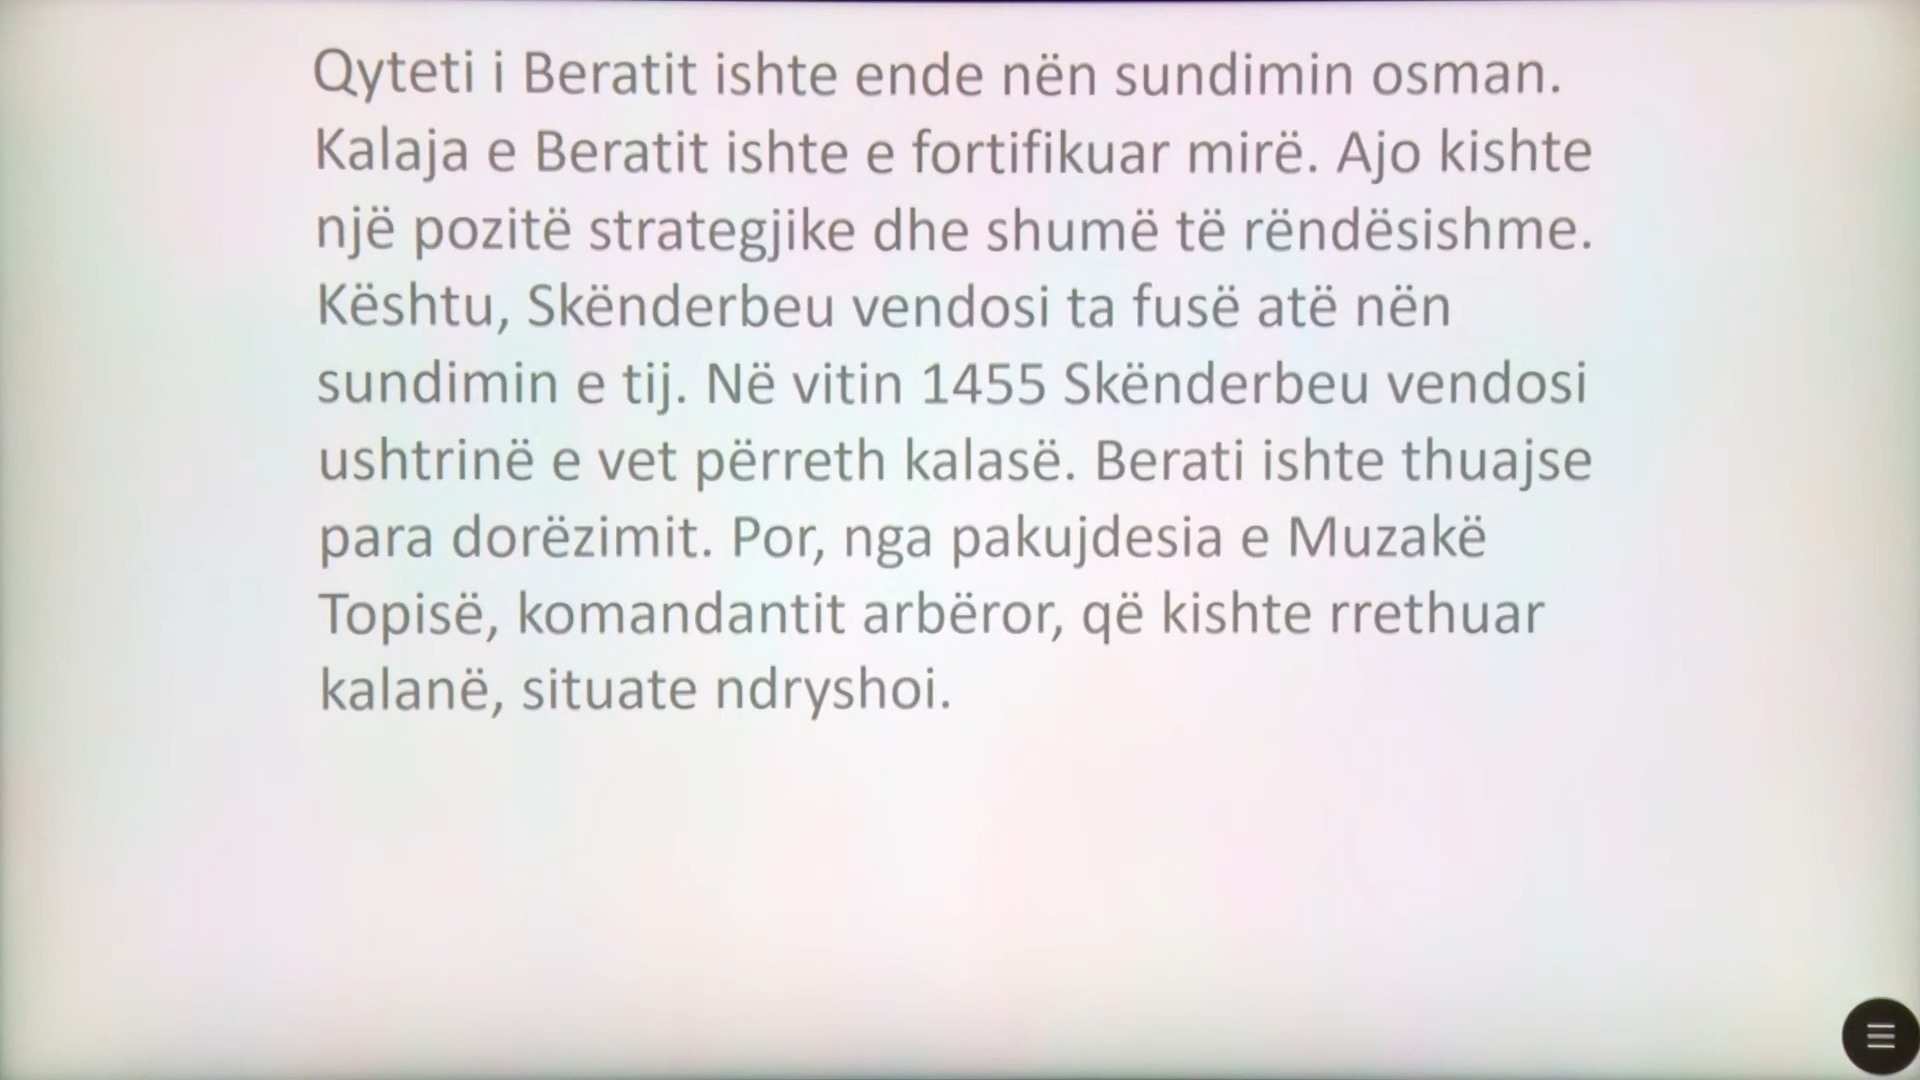 Qyteti i Beratit ishte ende nën sundimin osman.
Kalaja e Beratit ishte e fortifikuar mirë. Ajo kishte
një pozitë strategjike dhe shumë të rëndësishme.
Kështu, Skënderbeu vendosi ta fusë atë nën
sundimin e tij. Në vitin 1455 Skënderbeu vendosi
ushtrinë e vet përreth kalasë. Berati ishte thuajse
para dorëzimit. Por, nga pakujdesia e Muzakë
Topisë, komandantit arbëror, që kishte rrethuar
kalanë, situate ndryshoi.